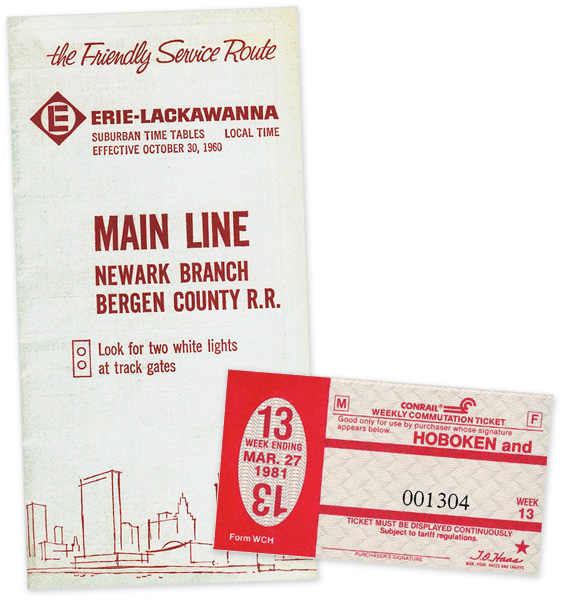 the Friendly Service Route
E
ERIE-LACKAWANNA
SUBURBAN TIME TABLES LOCAL TIME
EFFECTIVE OCTOBER 30, 1960
MAIN LINE
NEWARK BRANCH
BERGEN COUNTY R.R.
Look for two white lights
at track gates
13
WEEK ENDING
MAR. 27
1981
13
Form WCH
M
CONRAIL®
F
WEEKLY COMMUTATION TICKET
Good only for use by purchaser whose signature
appears below.
HOBOKEN and
001304
WEEK
13
TICKET MUST BE DISPLAYED CONTINUOUSLY
Subject to tariff regulations.
PURCHASER'S SIGNATURE